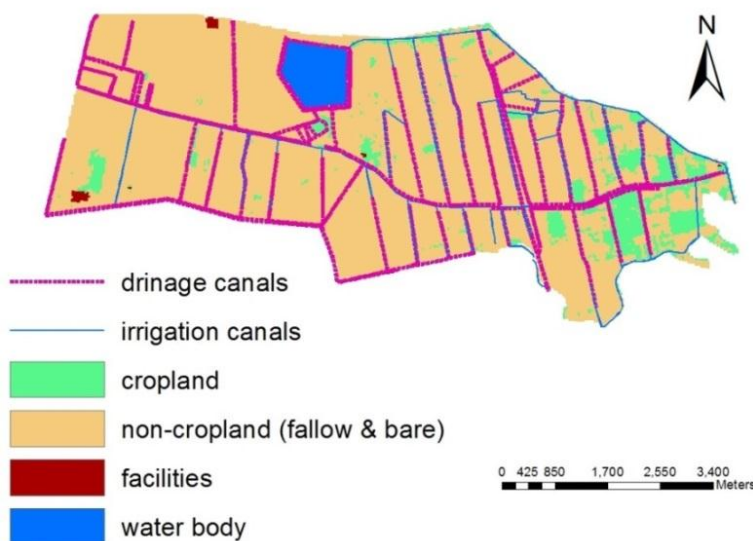 N
drinage canals
irrigation canals
cropland
non-cropland (fallow & bare)
facilities
water body
0 425 850 1,700 2,550 3,400
Meters